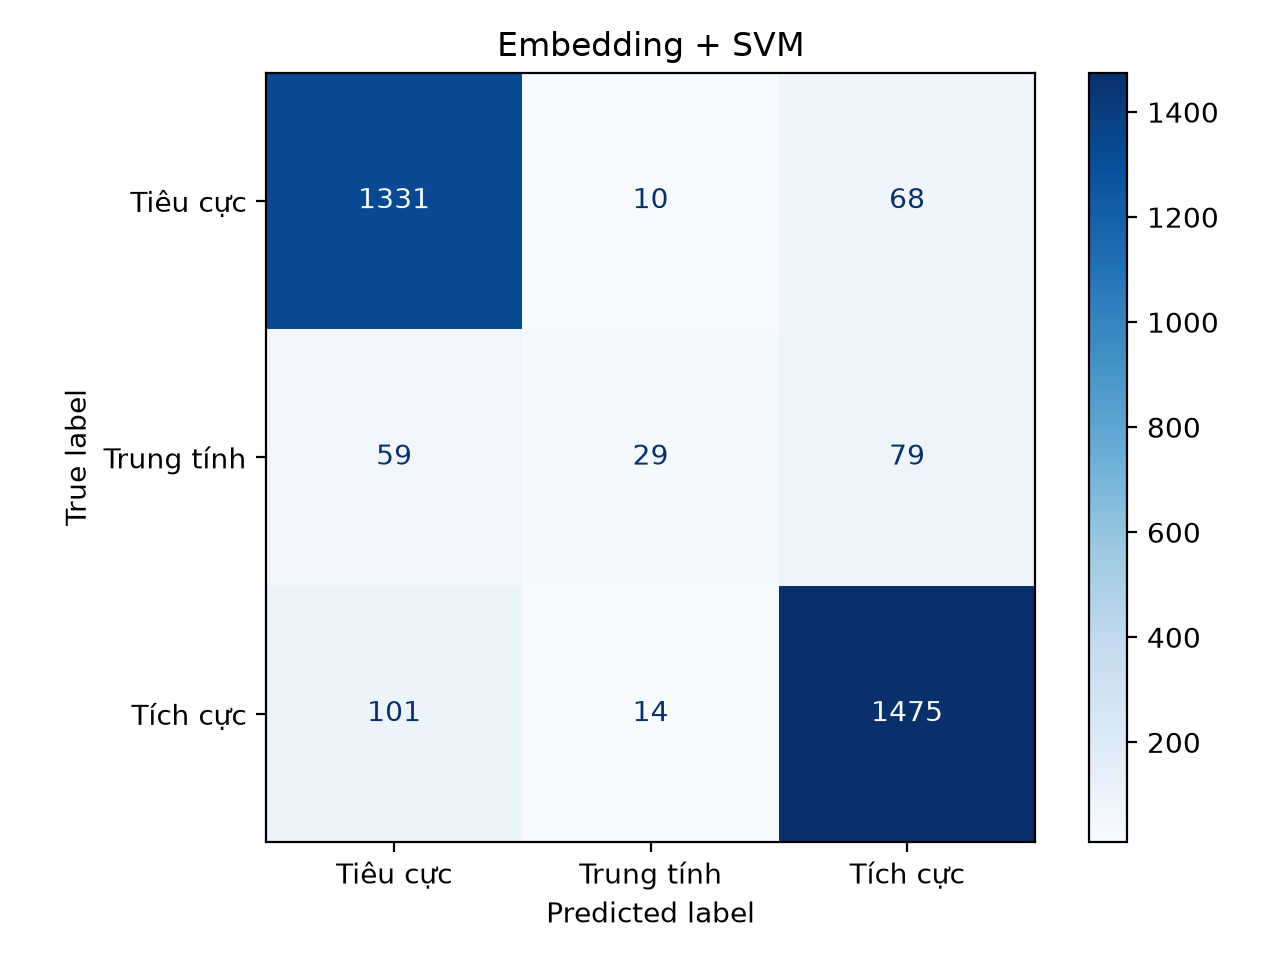 Embedding + SVM
Tiêu cực
1331
10
68
Trung tính
59
29
79
Tích cực
101
14
1475
True label
Tiêu cực
Trung tính
Tích cực
Predicted label
1400
1200
1000
800
600
400
200